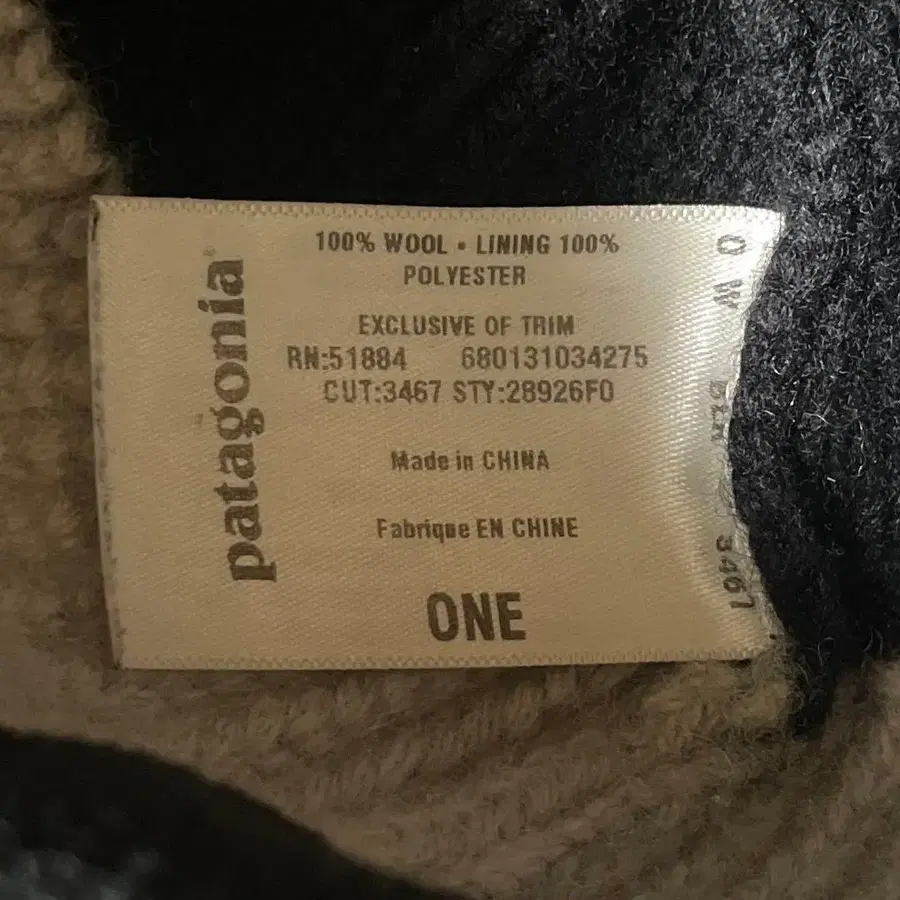 patagonia
100% WOOL • LINING 100%
POLYESTER
EXCLUSIVE OF TRIM
RN:51884 680131034275
CUT:3467 STY:28926F0
Made in CHINA
Fabrique EN CHINE
ONE
3467